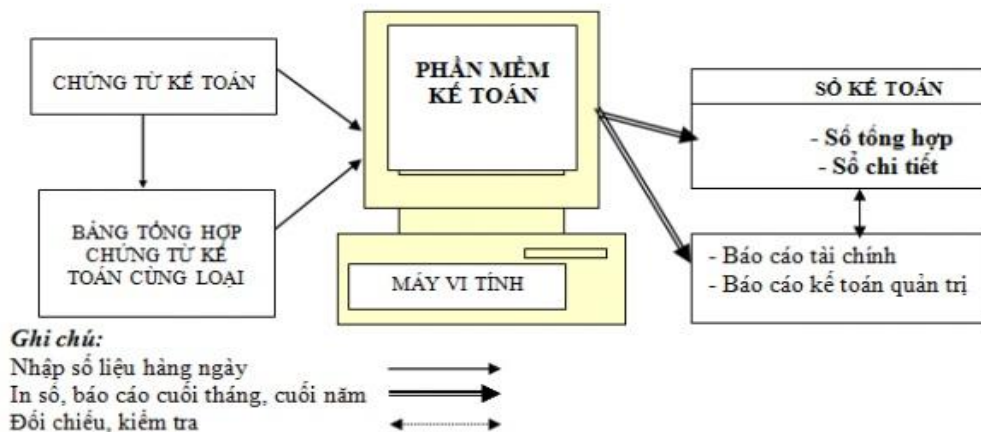 CHỨNG TỪ KẾ TOÁN
BẢNG TỔNG HỢP
CHỨNG TỪ KẾ
TOÁN CÙNG LOẠI
PHẦN MỀM
KẾ TOÁN
MÁY VI TÍNH
SỔ KẾ TOÁN
- Sổ tổng hợp
- Sổ chi tiết
- Báo cáo tài chính
- Báo cáo kế toán quản trị
Ghi chú:
Nhập số liệu hàng ngày
In sổ, báo cáo cuối tháng, cuối năm
Đối chiếu, kiểm tra